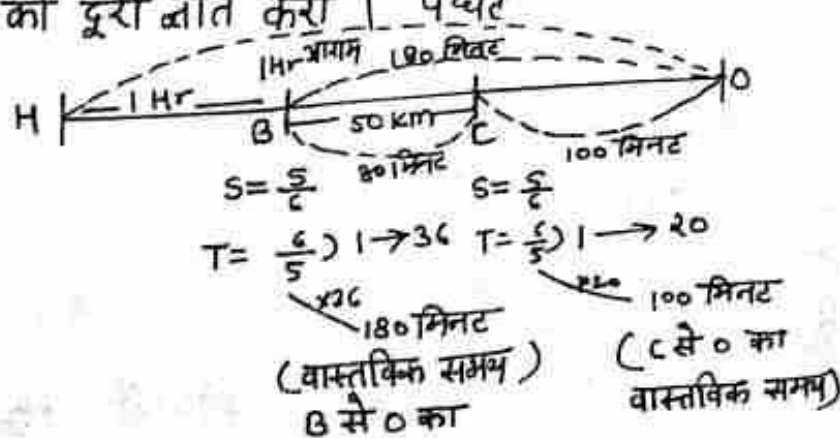 का दूरी ज्ञात करो ।
1Hr आराम 180 मिनट
H 1 Hr B 50 Km C O
80 मिनट 100 मिनट
S= 5/6 S= 5/6
T= 6/5 ) 1→36 T= 6/5 ) 1→20
×36 ×20
180 मिनट 100 मिनट
(वास्तविक समय) (C से O का
B से O का वास्तविक समय)